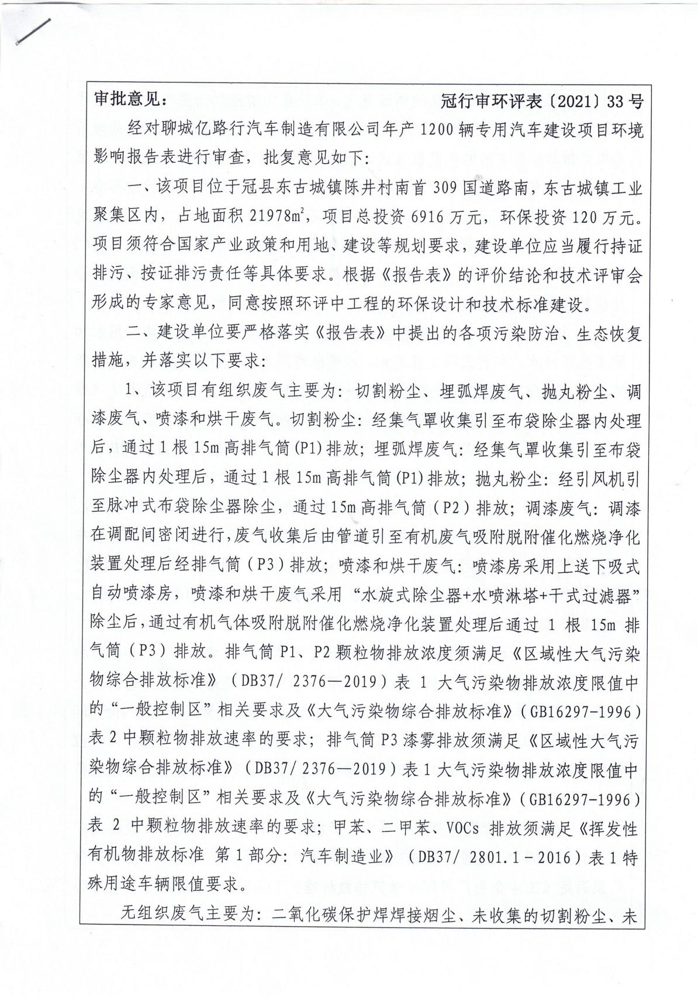 审批意见： 冠行审环评表〔2021〕33号
经对聊城亿路行汽车制造有限公司年产1200辆专用汽车建设项目环境
影响报告表进行审查，批复意见如下：
一、该项目位于冠县东古城镇陈井村南首309国道路南，东古城镇工业
聚集区内，占地面积21978㎡，项目总投资6916万元，环保投资120万元。
项目须符合国家产业政策和用地、建设等规划要求，建设单位应当履行持证
排污、按证排污责任等具体要求。根据《报告表》的评价结论和技术评审会
形成的专家意见，同意按照环评中工程的环保设计和技术标准建设。
二、建设单位要严格落实《报告表》中提出的各项污染防治、生态恢复
措施，并落实以下要求：
1、该项目有组织废气主要为：切割粉尘、埋弧焊废气、抛丸粉尘、调
漆废气、喷漆和烘干废气。切割粉尘：经集气罩收集引至布袋除尘器内处理
后，通过1根15m高排气筒(P1)排放；埋弧焊废气：经集气罩收集引至布袋
除尘器内处理后，通过1根15m高排气筒(P1)排放；抛丸粉尘：经引风机引
至脉冲式布袋除尘器除尘，通过15m高排气筒（P2）排放；调漆废气：调漆
在调配间密闭进行,废气收集后由管道引至有机废气吸附脱附催化燃烧净化
装置处理后经排气筒（P3）排放；喷漆和烘干废气：喷漆房采用上送下吸式
自动喷漆房，喷漆和烘干废气采用“水旋式除尘器+水喷淋塔+干式过滤器”
除尘后,通过有机气体吸附脱附催化燃烧净化装置处理后通过 1 根 15m 排
气筒（P3）排放。排气筒P1、P2颗粒物排放浓度须满足《区域性大气污染
物综合排放标准》（DB37/ 2376—2019）表 1 大气污染物排放浓度限值中
的“一般控制区”相关要求及《大气污染物综合排放标准》（GB16297-1996）
表2中颗粒物排放速率的要求；排气筒P3漆雾排放须满足《区域性大气污
染物综合排放标准》（DB37/ 2376—2019）表1大气污染物排放浓度限值中
的“一般控制区”相关要求及《大气污染物综合排放标准》（GB16297-1996）
表 2 中颗粒物排放速率的要求；甲苯、二甲苯、VOCs 排放须满足《挥发性
有机物排放标准 第1部分：汽车制造业》（DB37/ 2801.1-2016）表1特
殊用途车辆限值要求。
无组织废气主要为：二氧化碳保护焊焊接烟尘、未收集的切割粉尘、未